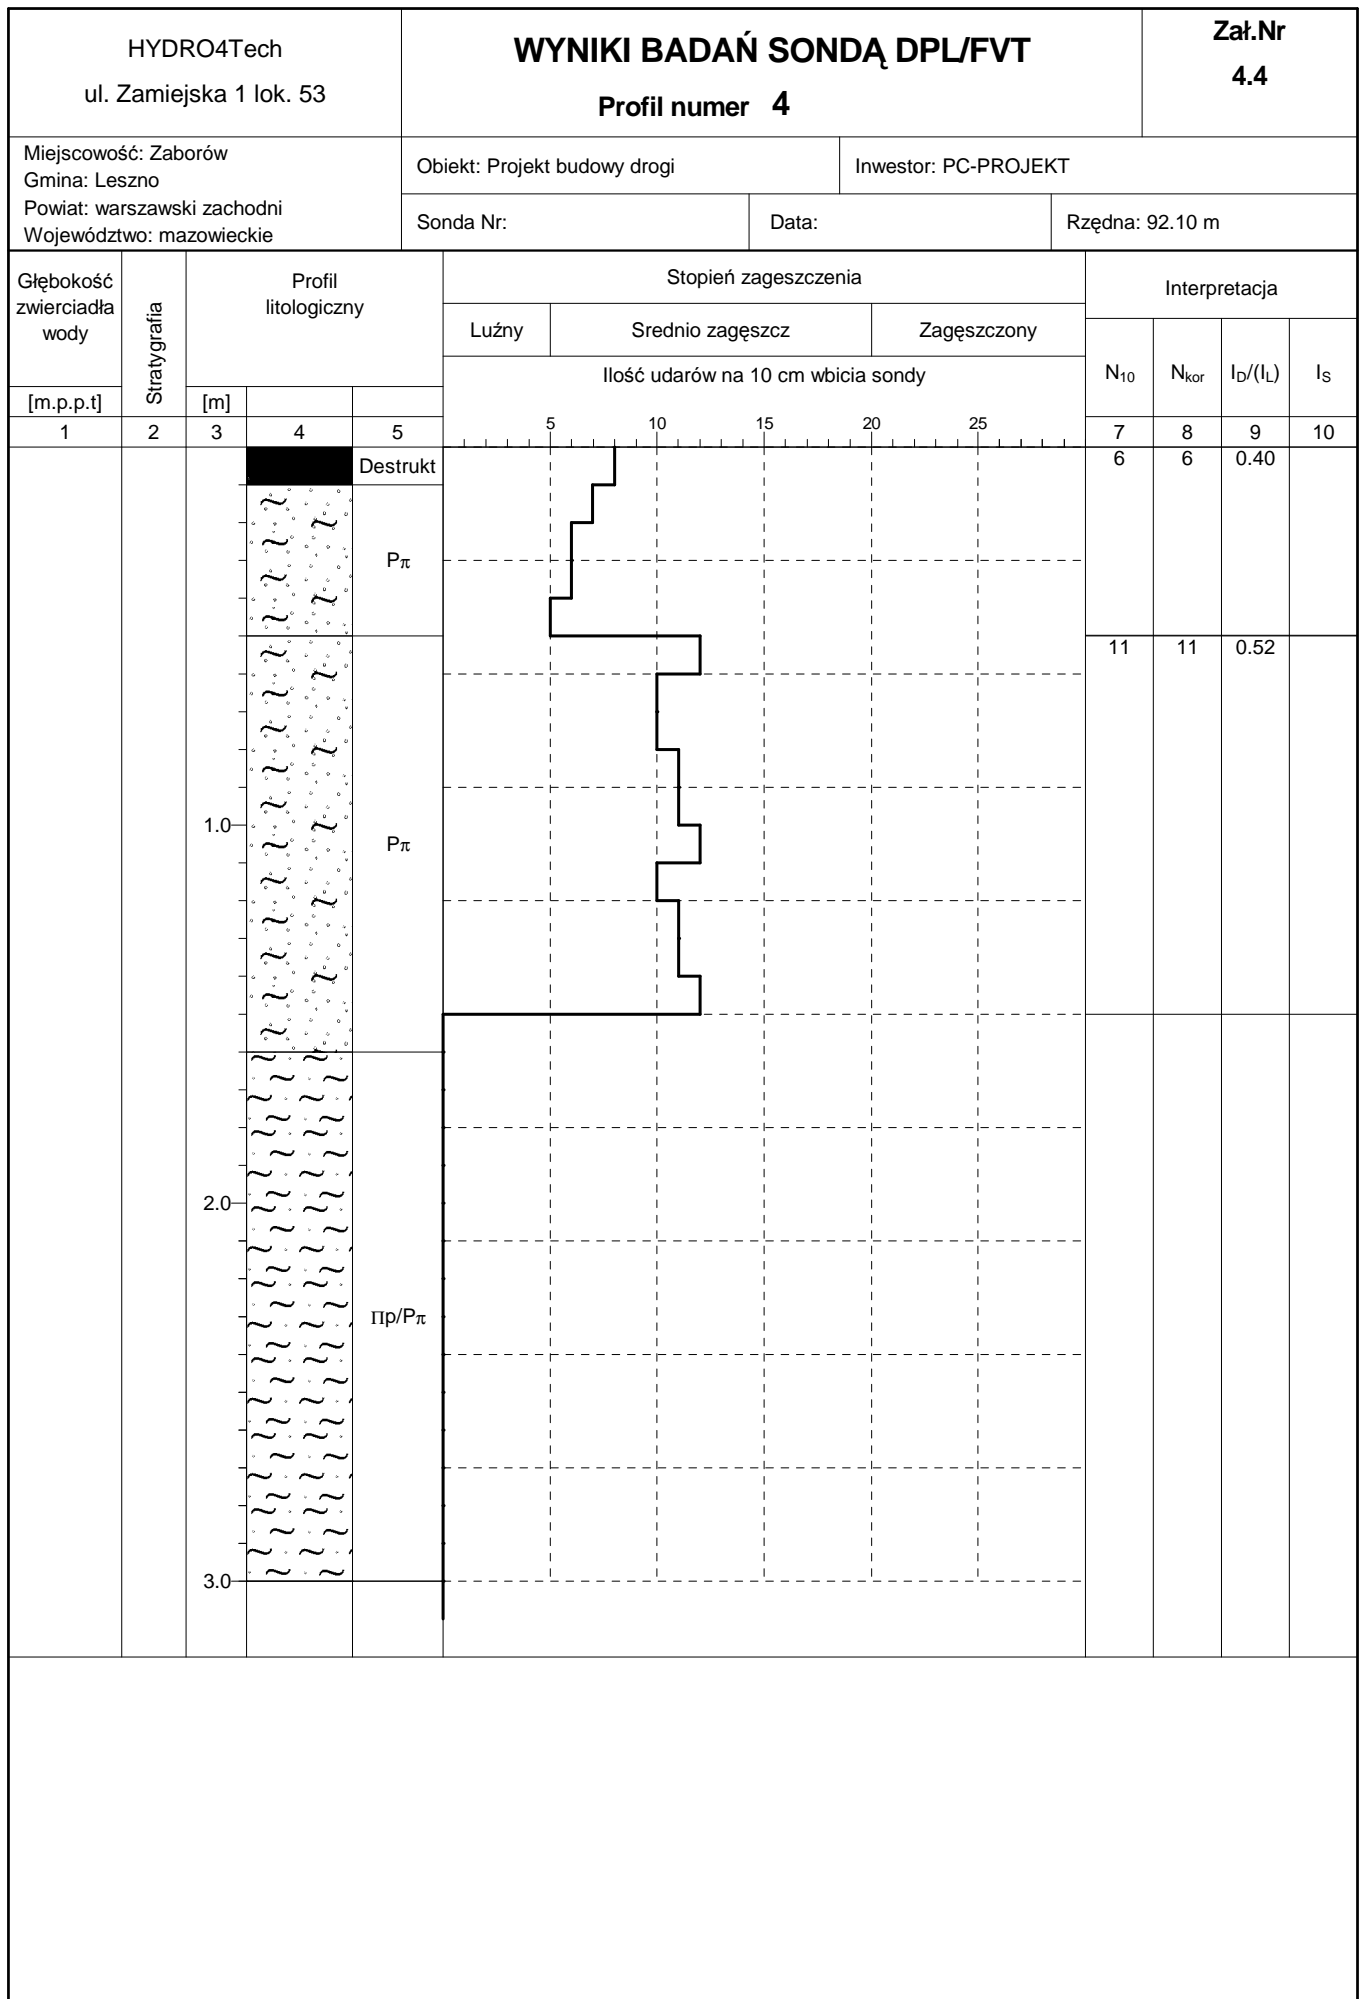 HYDRO4Tech
ul. Zamiejska 1 lok. 53
WYNIKI BADAŃ SONDĄ DPL/FVT
Profil numer 4
Zał.Nr
4.4
Miejscowość: Zaborów
Gmina: Leszno
Powiat: warszawski zachodni
Województwo: mazowieckie
Obiekt: Projekt budowy drogi
Inwestor: PC-PROJEKT
Sonda Nr:
Data:
Rzędna: 92.10 m
Głębokość
zwierciadła
wody
[m.p.p.t]
Stratygrafia
Profil
litologiczny
[m]
Stopień zageszczenia
Luźny
Srednio zagęszcz
Zagęszczony
Ilość udarów na 10 cm wbicia sondy
5 10 15 20 25
Interpretacja
N10 Nkor ID/(IL) IS
1 2 3 4 5 7 8 9 10
Destrukt
6 6 0.40
Pπ
11 11 0.52
1.0
Pπ
2.0
Πp/Pπ
3.0